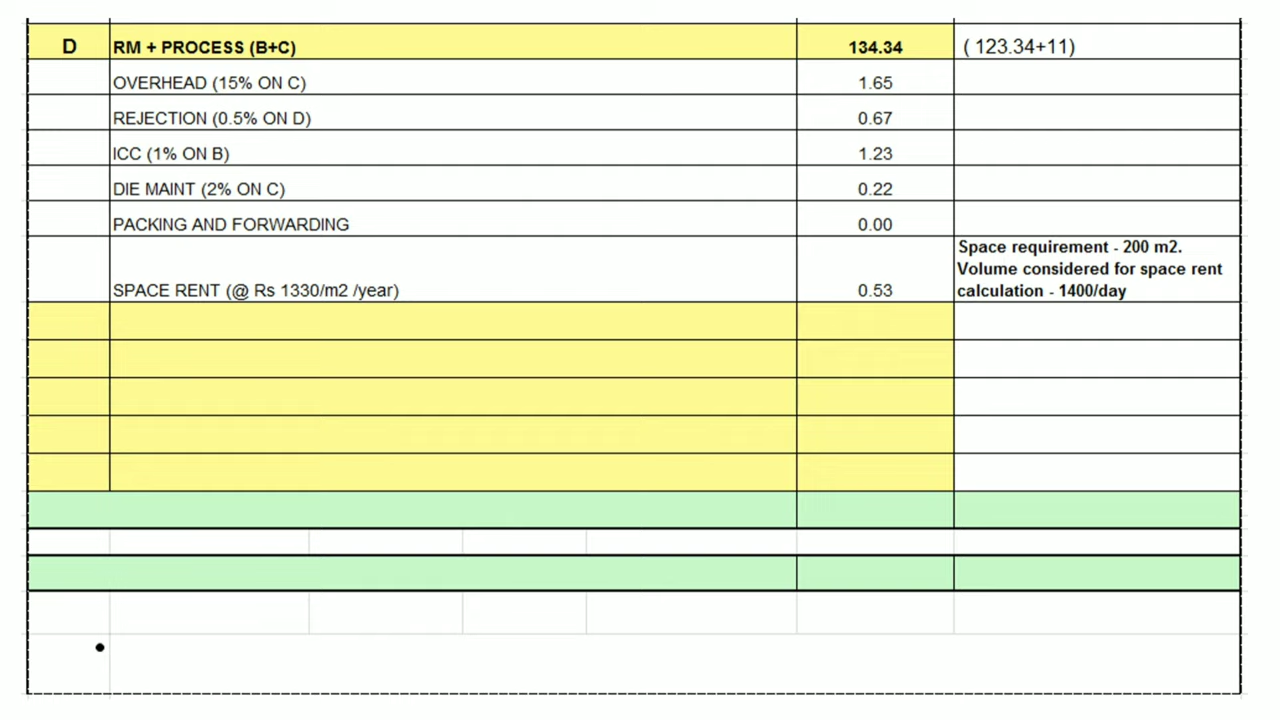 D RM + PROCESS (B+C) 134.34 ( 123.34+11)
OVERHEAD (15% ON C) 1.65
REJECTION (0.5% ON D) 0.67
ICC (1% ON B) 1.23
DIE MAINT (2% ON C) 0.22
PACKING AND FORWARDING 0.00
Space requirement - 200 m2.
Volume considered for space rent
SPACE RENT (@ Rs 1330/m2 /year) 0.53 calculation - 1400/day